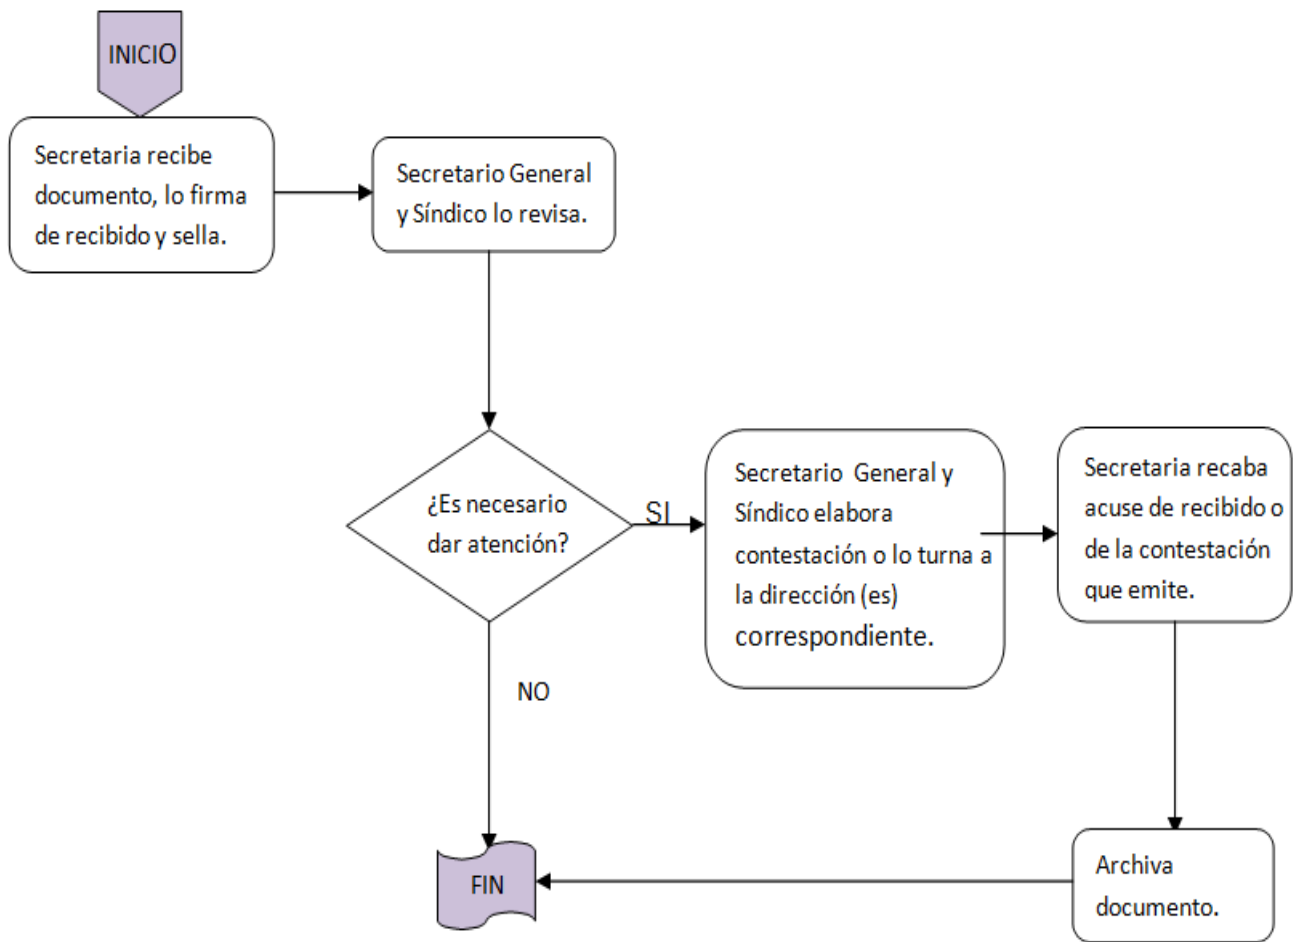 INICIO
Secretaria recibe
documento, lo firma
de recibido y sella.
Secretario General
y Síndico lo revisa.
¿Es necesario
dar atención?
SI
Secretario General y
Síndico elabora
contestación o lo turna a
la dirección (es)
correspondiente.
Secretaria recaba
acuse de recibido o
de la contestación
que emite.
NO
Archiva
documento.
FIN